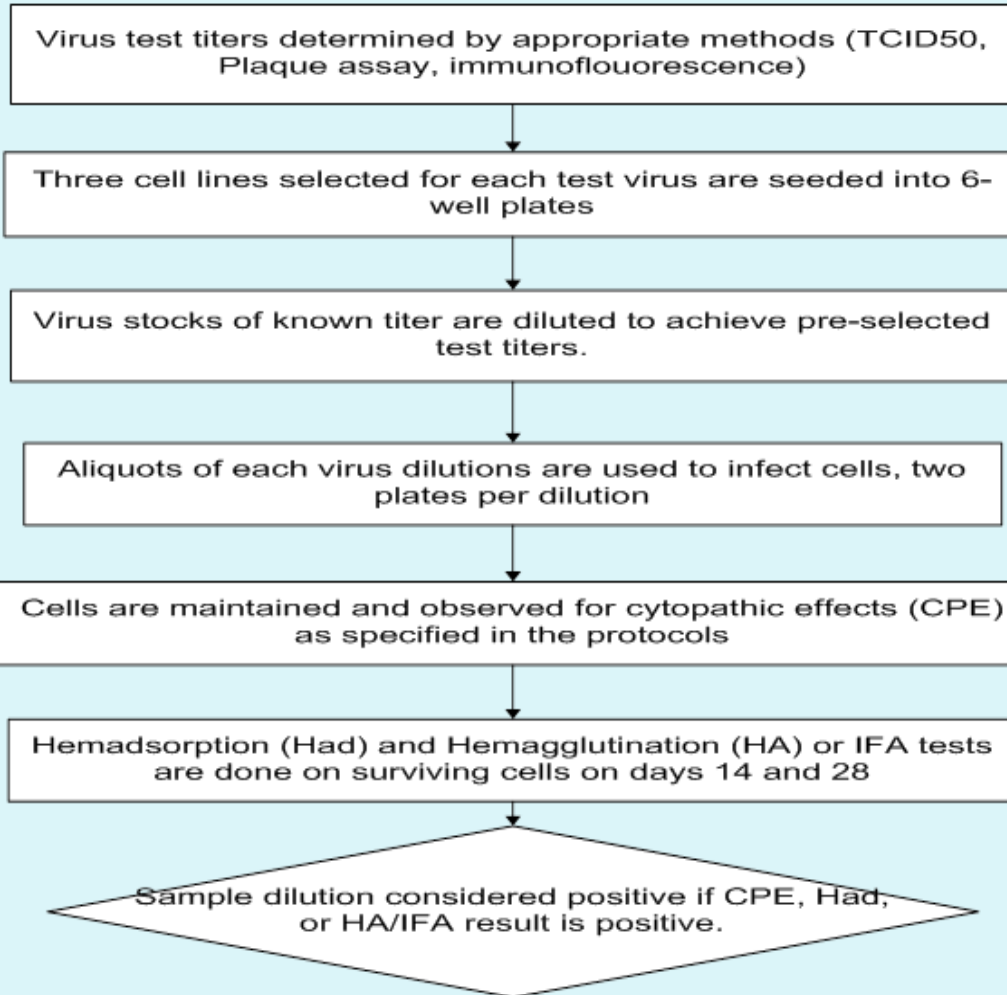 Virus test titers determined by appropriate methods (TCID50,
Plaque assay, immunoflouorescence)
Three cell lines selected for each test virus are seeded into 6-
well plates
Virus stocks of known titer are diluted to achieve pre-selected
test titers.
Aliquots of each virus dilutions are used to infect cells, two
plates per dilution
Cells are maintained and observed for cytopathic effects (CPE)
as specified in the protocols
Hemadsorption (Had) and Hemagglutination (HA) or IFA tests
are done on surviving cells on days 14 and 28
Sample dilution considered positive if CPE, Had,
or HA/IFA result is positive.